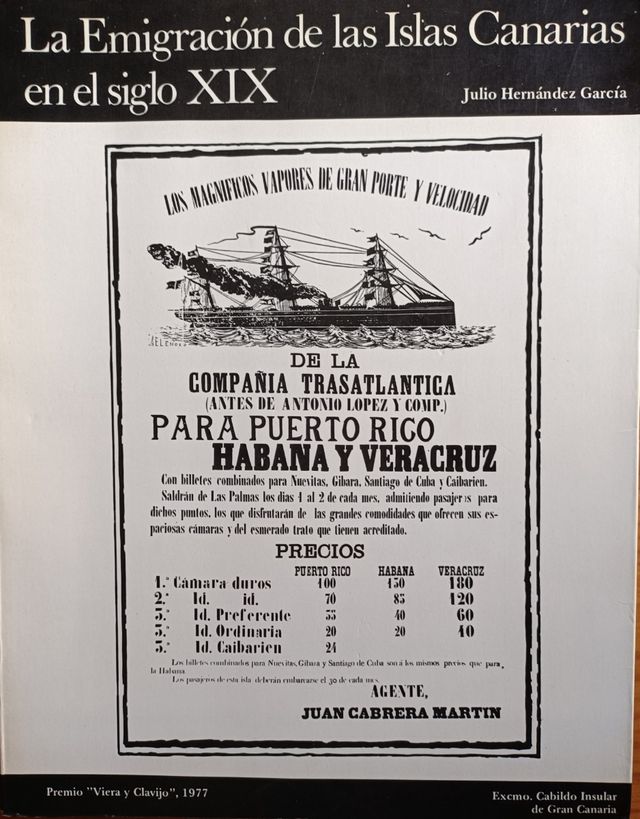 La Emigración de las Islas Canarias
en el siglo XIX
Julio Hernández García
LOS MAGNIFICOS VAPORES DE GRAN PORTE Y VELOCIDAD
DE LA
COMPAÑIA TRASATLANTICA
(ANTES DE ANTONIO LOPEZ Y COMP.)
PARA PUERTO RICO
HABANA Y VERACRUZ
Con billetes combinados para Nuevitas, Gibara, Santiago de Cuba y Caibarien.
Saldrán de Las Palmas los dias 1 al 2 de cada mes, admitiendo pasajeros para
dichos puntos, los que disfrutarán de las grandes comodidades que ofrecen sus es-
paciosas cámaras y del esmerado trato que tienen acreditado.
PRECIOS
PUERTO RICO HABANA VERACRUZ
1.ª Cámara duros 100 150 180
2.ª Id. id. 70 85 120
3.ª Id. Preferente 35 40 60
3.ª Id. Ordinaria 20 20 40
3.ª Id. Caibarien 24
Los billetes combinados para Nuevitas, Gibara y Santiago de Cuba son á los mismos precios que para
la Habana.
Los pasajeros de esta isla deberán embarcarse el 30 de cada mes.
AGENTE,
JUAN CABRERA MARTIN
Premio "Viera y Clavijo", 1977
Excmo. Cabildo Insular
de Gran Canaria